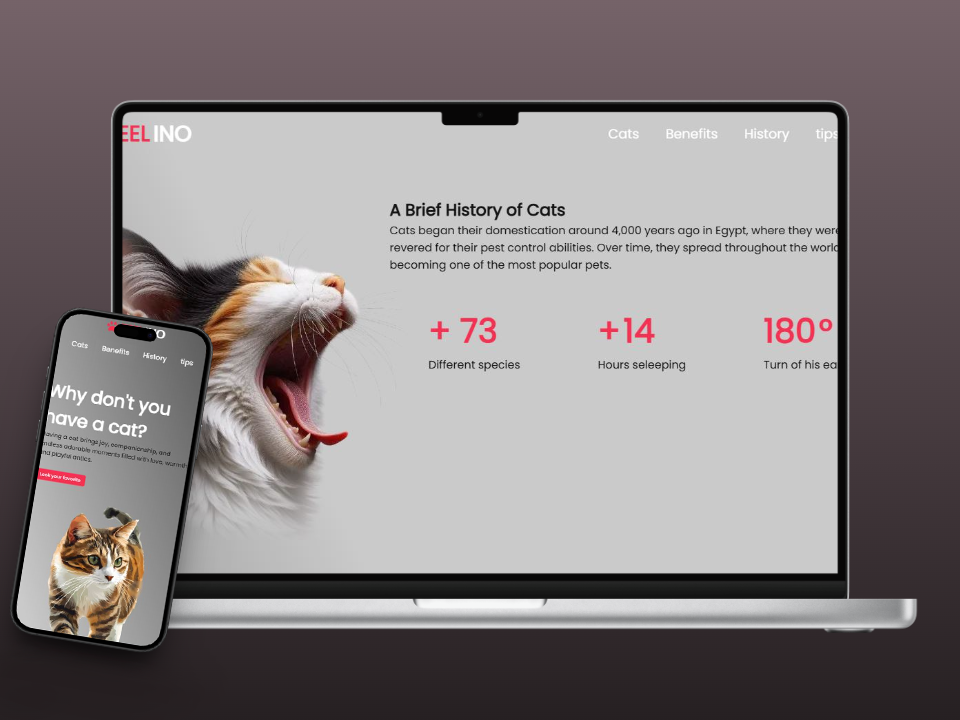 EELINO
Cats Benefits History tips
A Brief History of Cats
Cats began their domestication around 4,000 years ago in Egypt, where they were
revered for their pest control abilities. Over time, they spread throughout the world
becoming one of the most popular pets.
+ 73 +14 180°
Different species Hours seleeping Turn of his ea
O
Cats Benefits History tips
Why don't you
have a cat?
aving a cat brings joy, companionship, and
ndless adorable moments filled with love, warmth
nd playful antics.
Look your favorite